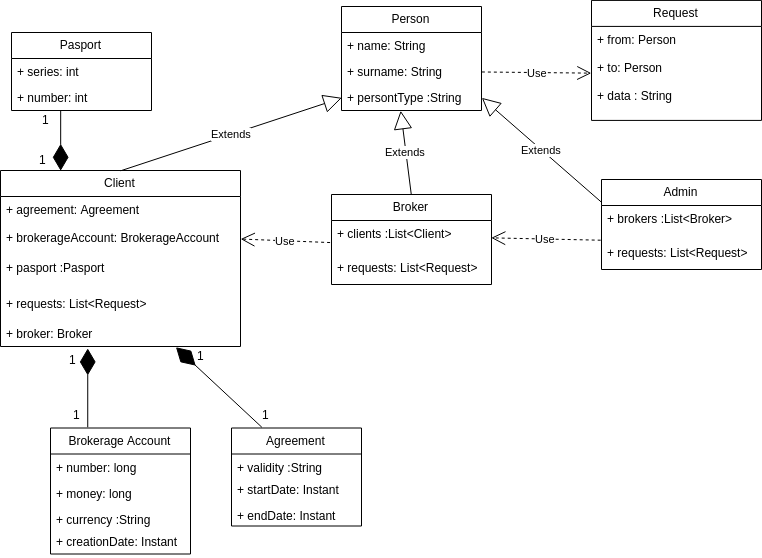 Pasport
+ series: int
+ number: int
Person
+ name: String
+ surname: String
+ persontType :String
Request
+ from: Person
+ to: Person
+ data : String
Use
Extends
Extends
Extends
1
1
Client
+ agreement: Agreement
+ brokerageAccount: BrokerageAccount
+ pasport :Pasport
+ requests: List<Request>
+ broker: Broker
Use
Broker
+ clients :List<Client>
+ requests: List<Request>
Use
Admin
+ brokers :List<Broker>
+ requests: List<Request>
1
1
1
1
Brokerage Account
+ number: long
+ money: long
+ currency :String
+ creationDate: Instant
Agreement
+ validity :String
+ startDate: Instant
+ endDate: Instant